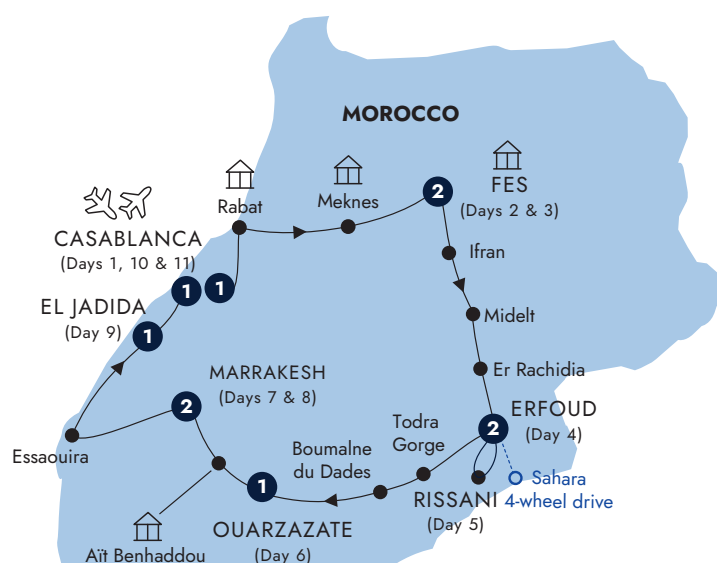 MOROCCO
FES
(Days 2 & 3)
2
Meknes
Rabat
CASABLANCA
(Days 1, 10 & 11)
Ifran
1
1
EL JADIDA
(Day 9)
1
Midelt
Er Rachidia
MARRAKESH
(Days 7 & 8)
2
ERFOUD
(Day 4)
2
Todra
Gorge
Boumalne
du Dades
Essaouira
Sahara
4-wheel drive
RISSANI
(Day 5)
1
OUARZAZATE
(Day 6)
Aït Benhaddou